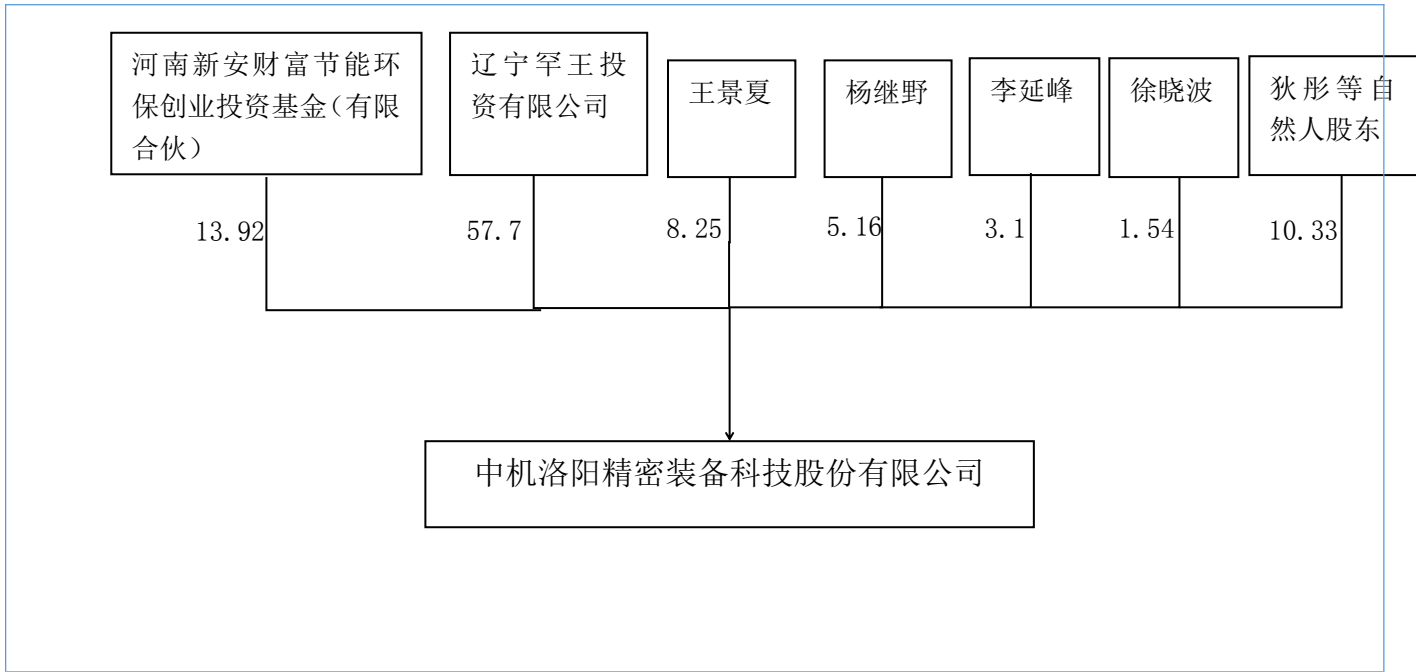 河南新安财富节能环
保创业投资基金（有限
合伙）
辽宁罕王投
资有限公司
王景夏
杨继野
李延峰
徐晓波
狄彤等自
然人股东
13.92
57.7
8.25
5.16
3.1
1.54
10.33
中机洛阳精密装备科技股份有限公司